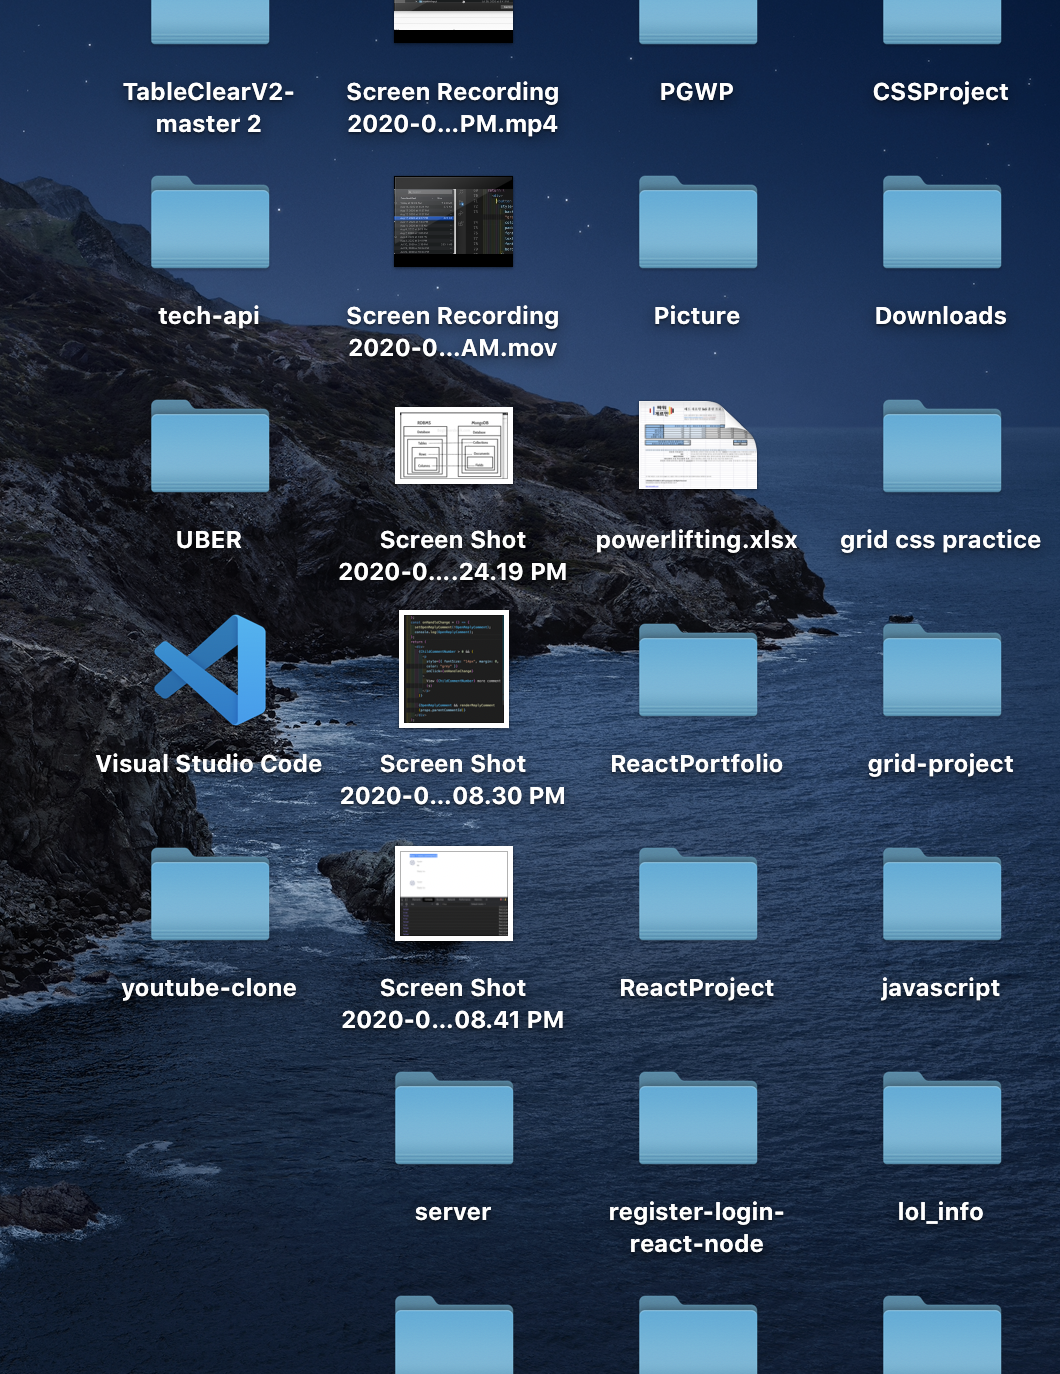 TableClearV2-
master 2
Screen Recording
2020-0...PM.mp4
PGWP
CSSProject
tech-api
Screen Recording
2020-0...AM.mov
Picture
Downloads
UBER
RDBMS
MongoDB
Screen Shot
2020-0....24.19 PM
powerlifting.xlsx
grid css practice
Visual Studio Code
Screen Shot
2020-0...08.30 PM
ReactPortfolio
grid-project
youtube-clone
Screen Shot
2020-0...08.41 PM
ReactProject
javascript
server
register-login-
react-node
lol_info